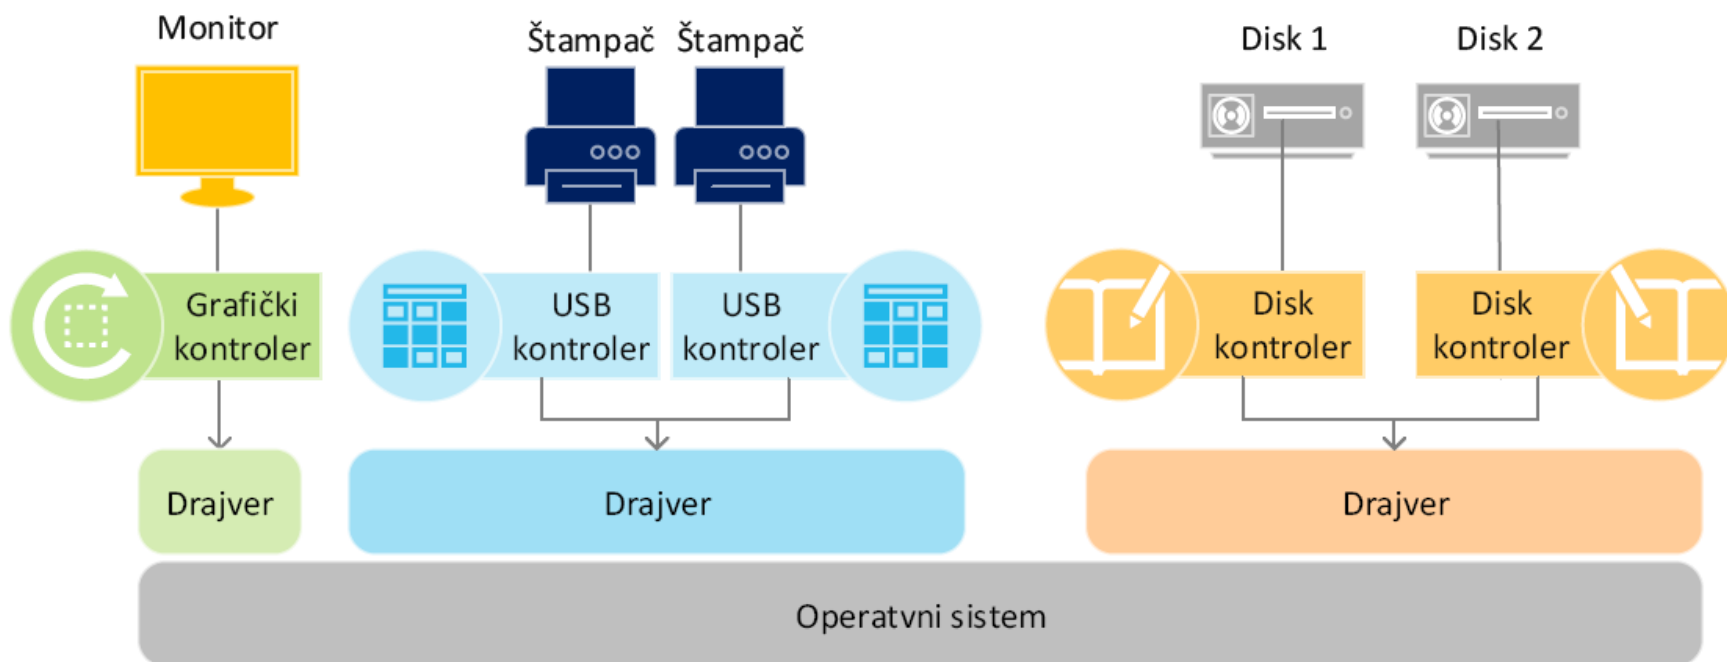 Monitor
Štampač
Štampač
Disk 1
Disk 2
Grafički
kontroler
USB
kontroler
USB
kontroler
Disk
kontroler
Disk
kontroler
Drajver
Drajver
Drajver
Operatvni sistem